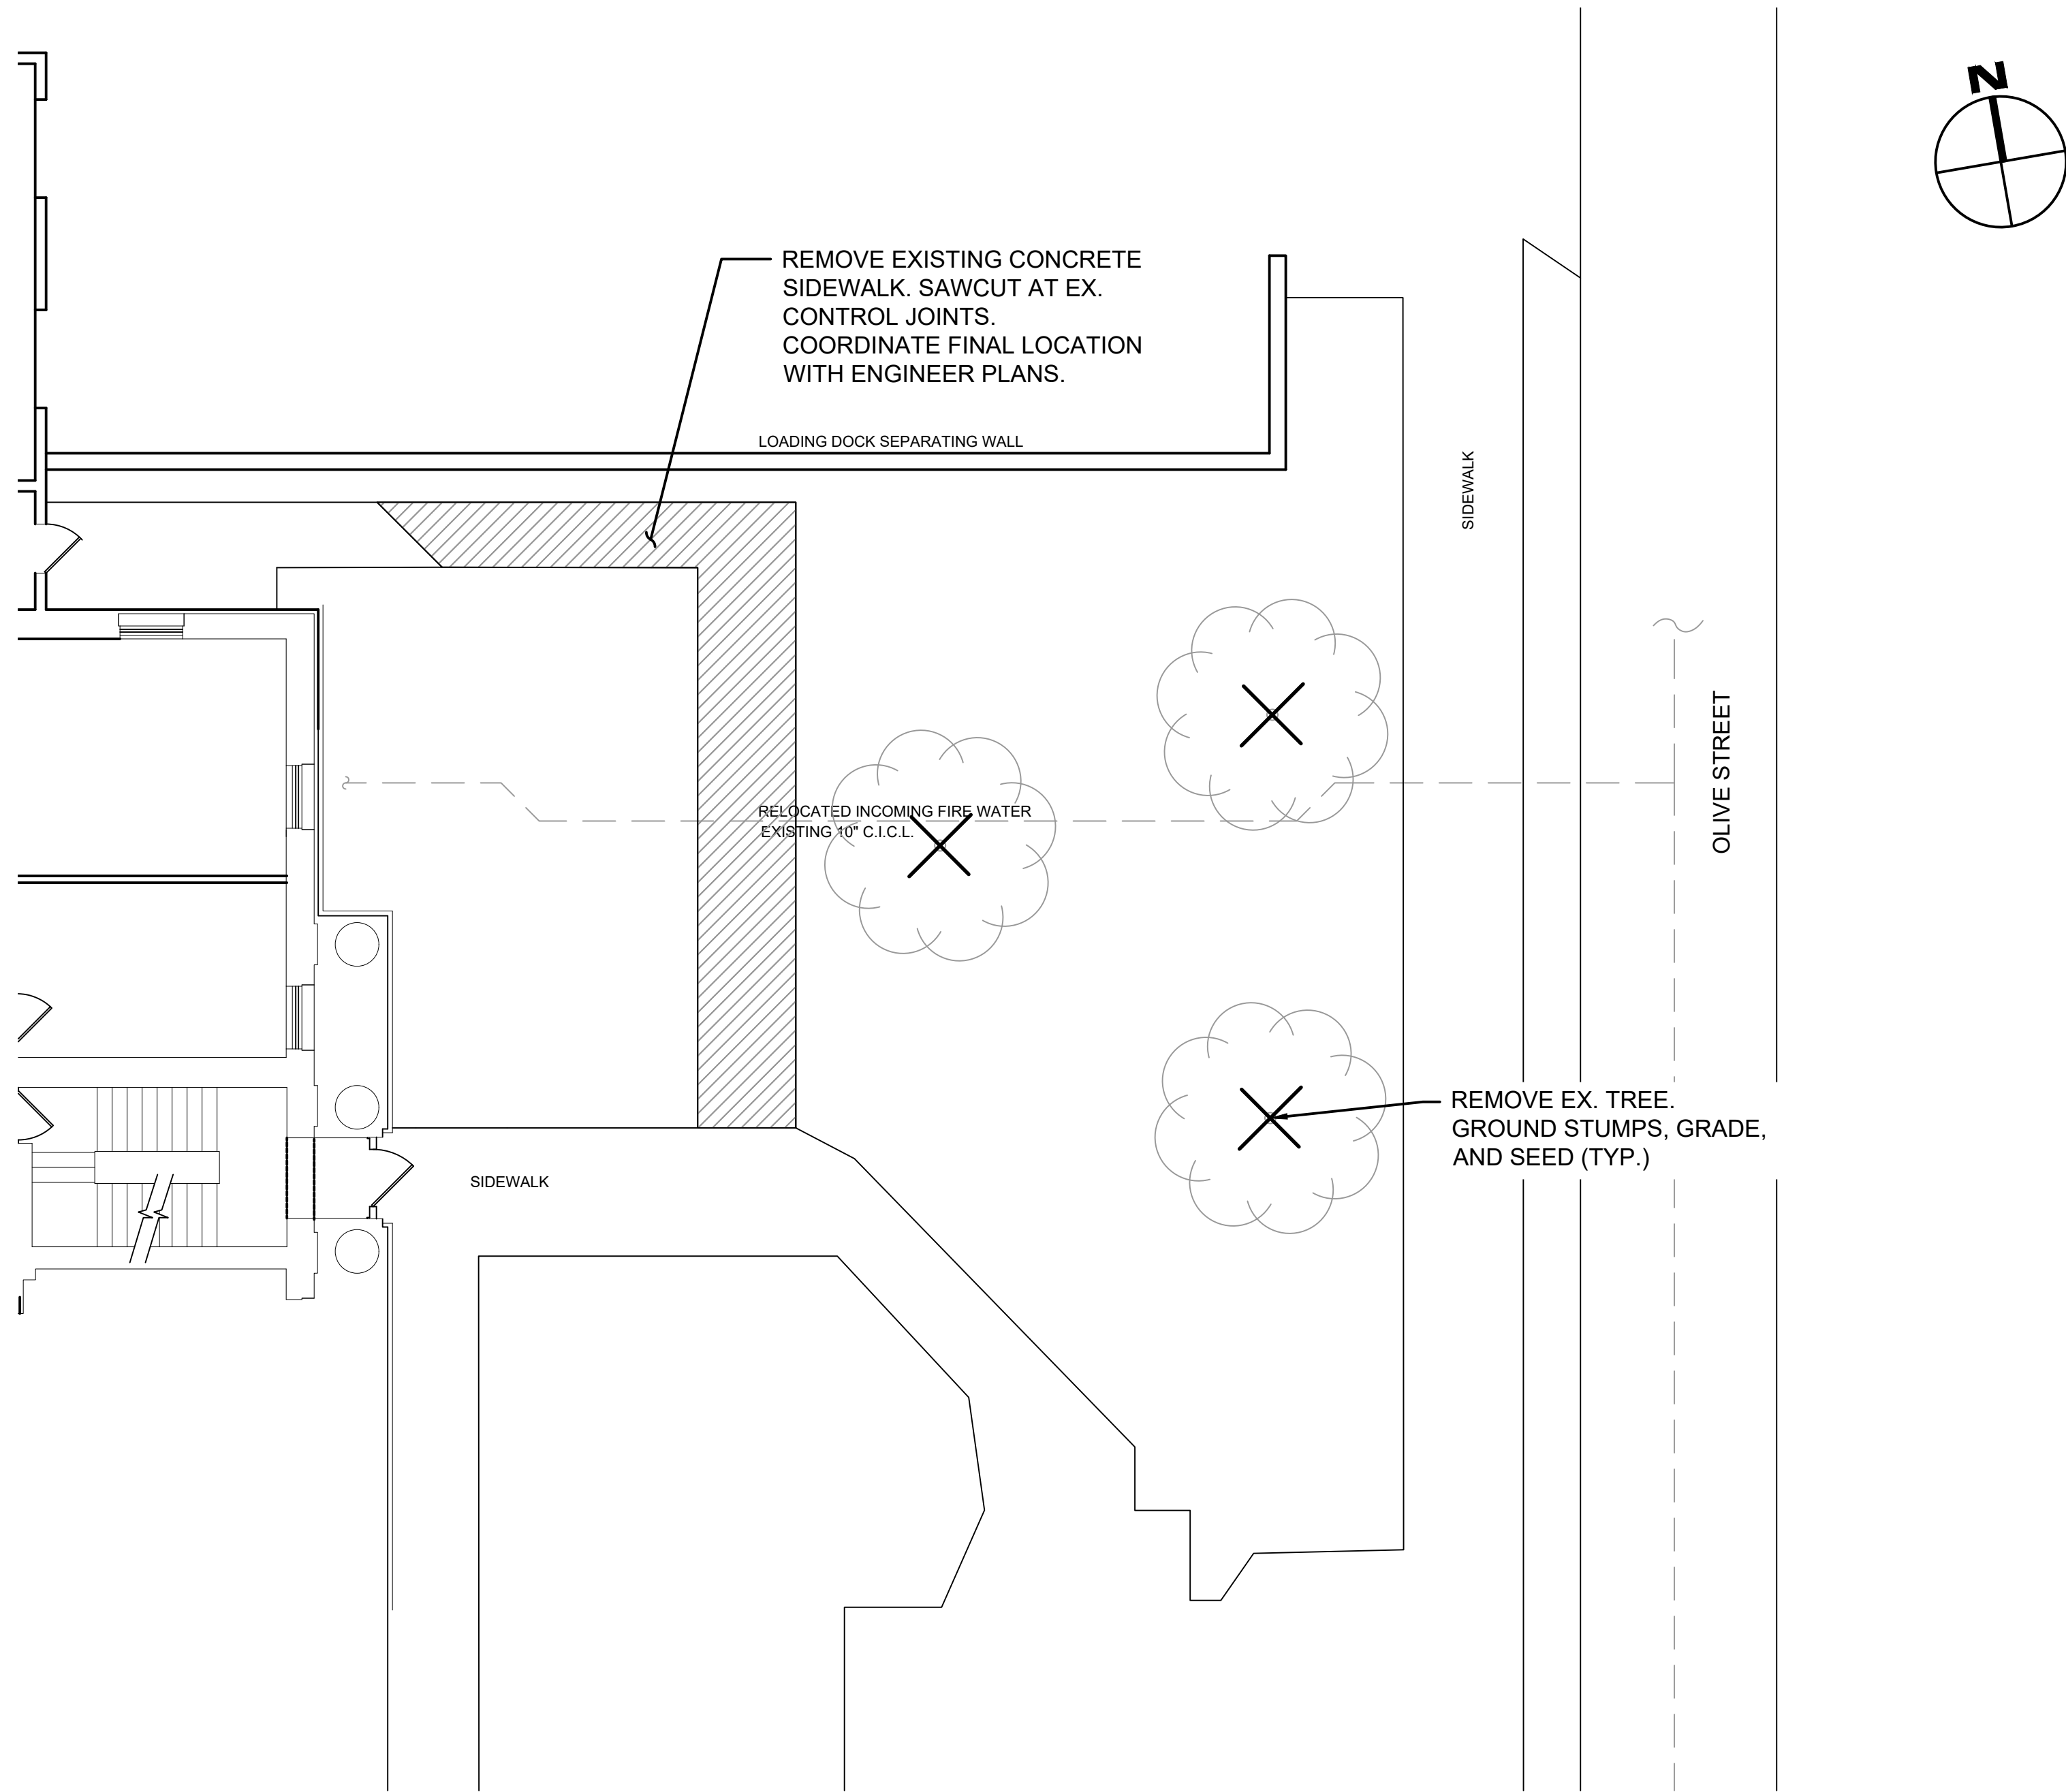 N
REMOVE EXISTING CONCRETE
SIDEWALK. SAWCUT AT EX.
CONTROL JOINTS.
COORDINATE FINAL LOCATION
WITH ENGINEER PLANS.
LOADING DOCK SEPARATING WALL
SIDEWALK
OLIVE STREET
RELOCATED INCOMING FIRE WATER
EXISTING 10" C.I.C.L.
REMOVE EX. TREE.
GROUND STUMPS, GRADE,
AND SEED (TYP.)
SIDEWALK